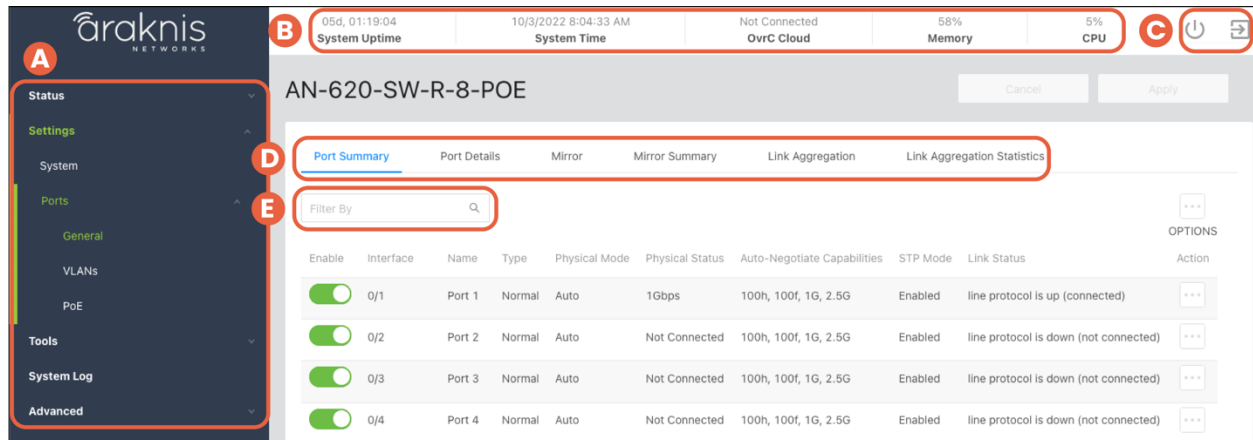 araknis
NETWORKS
A
B
05d, 01:19:04 10/3/2022 8:04:33 AM Not Connected 58% 5%
System Uptime System Time OvrC Cloud Memory CPU
C
Status
Settings
System
Ports
General
VLANs
PoE
Tools
System Log
Advanced
AN-620-SW-R-8-POE
Cancel Apply
D
Port Summary Port Details Mirror Mirror Summary Link Aggregation Link Aggregation Statistics
E
Filter By
OPTIONS
Enable Interface Name Type Physical Mode Physical Status Auto-Negotiate Capabilities STP Mode Link Status Action
0/1 Port 1 Normal Auto 1Gbps 100h, 100f, 1G, 2.5G Enabled line protocol is up (connected)
0/2 Port 2 Normal Auto Not Connected 100h, 100f, 1G, 2.5G Enabled line protocol is down (not connected)
0/3 Port 3 Normal Auto Not Connected 100h, 100f, 1G, 2.5G Enabled line protocol is down (not connected)
0/4 Port 4 Normal Auto Not Connected 100h, 100f, 1G, 2.5G Enabled line protocol is down (not connected)